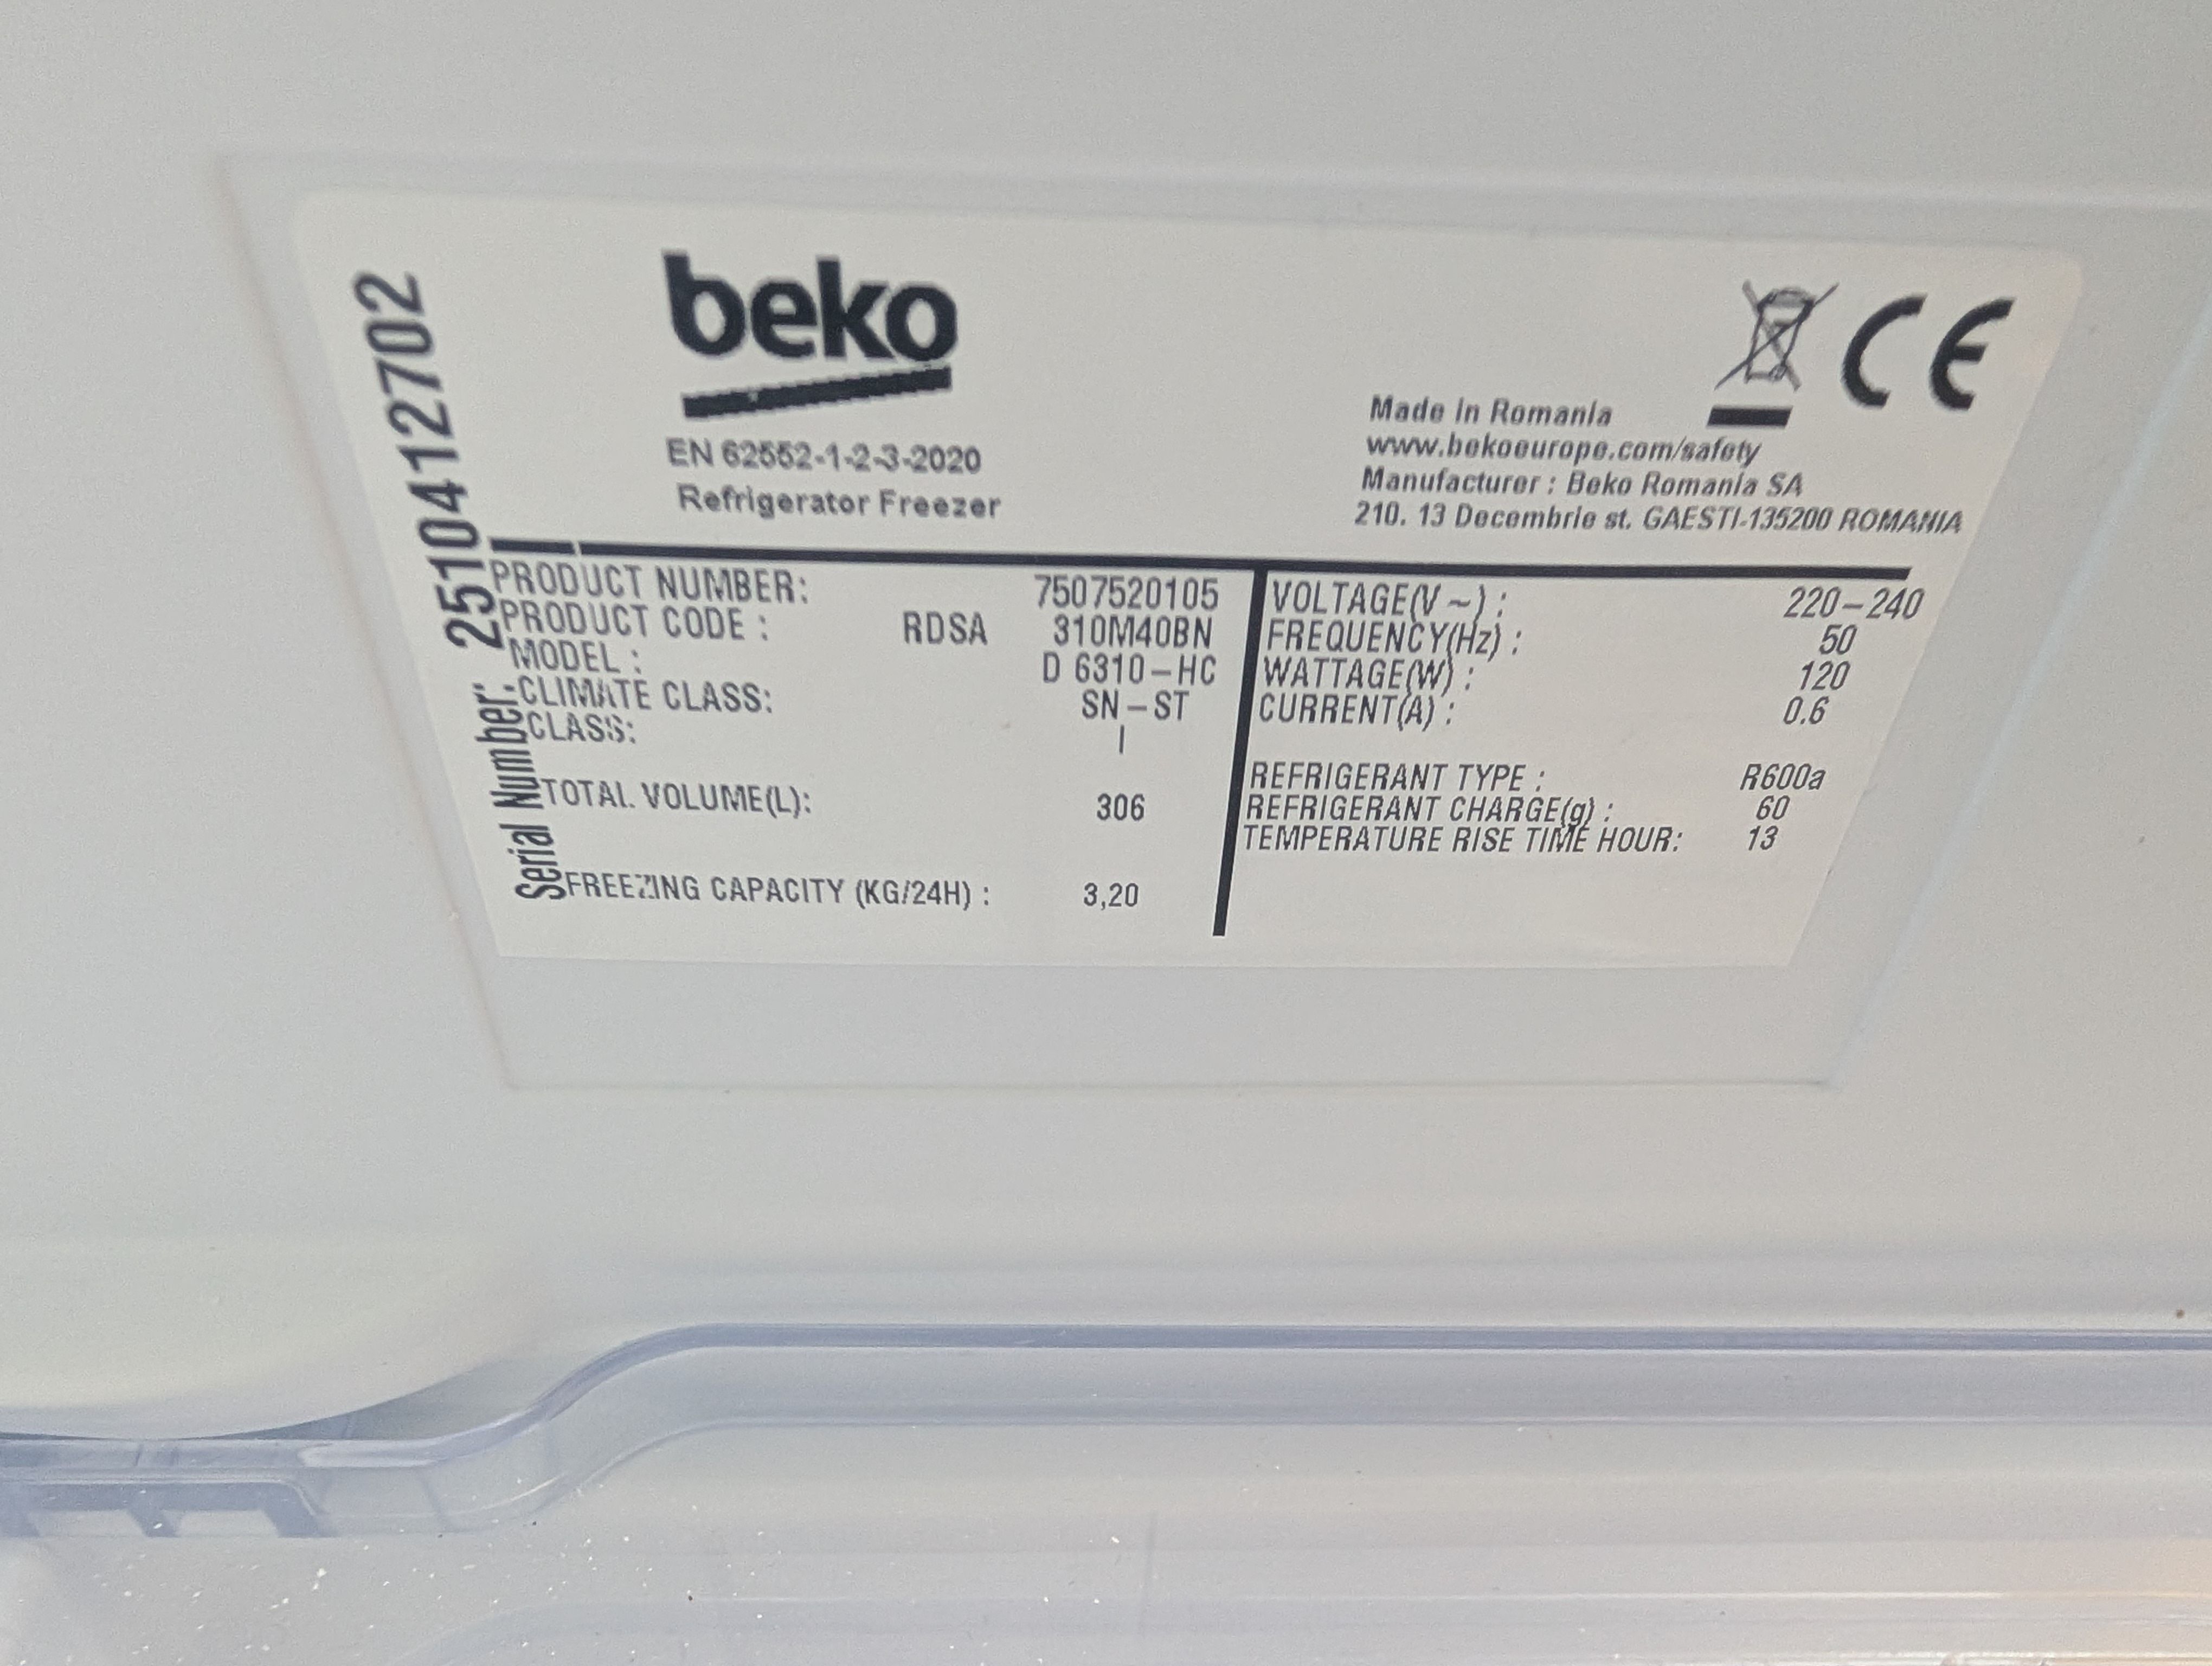 beko
EN 62552-1-2-3-2020
Refrigerator Freezer
CE
Made in Romania
www.bekoeurope.com/safety
Manufacturer : Beko Romania SA
210. 13 Decembrie st. GAESTI-135200 ROMANIA
Serial Number: 2510412702
PRODUCT NUMBER: 7507520105
PRODUCT CODE : RDSA 310M40BN
MODEL : D 6310-HC
CLIMATE CLASS: SN-ST
CLASS: I
TOTAL VOLUME(L): 306
FREEZING CAPACITY (KG/24H) : 3,20
VOLTAGE(V ~) : 220-240
FREQUENCY(Hz) : 50
WATTAGE(W) : 120
CURRENT(A) : 0.6
REFRIGERANT TYPE : R600a
REFRIGERANT CHARGE(g) : 60
TEMPERATURE RISE TIME HOUR: 13